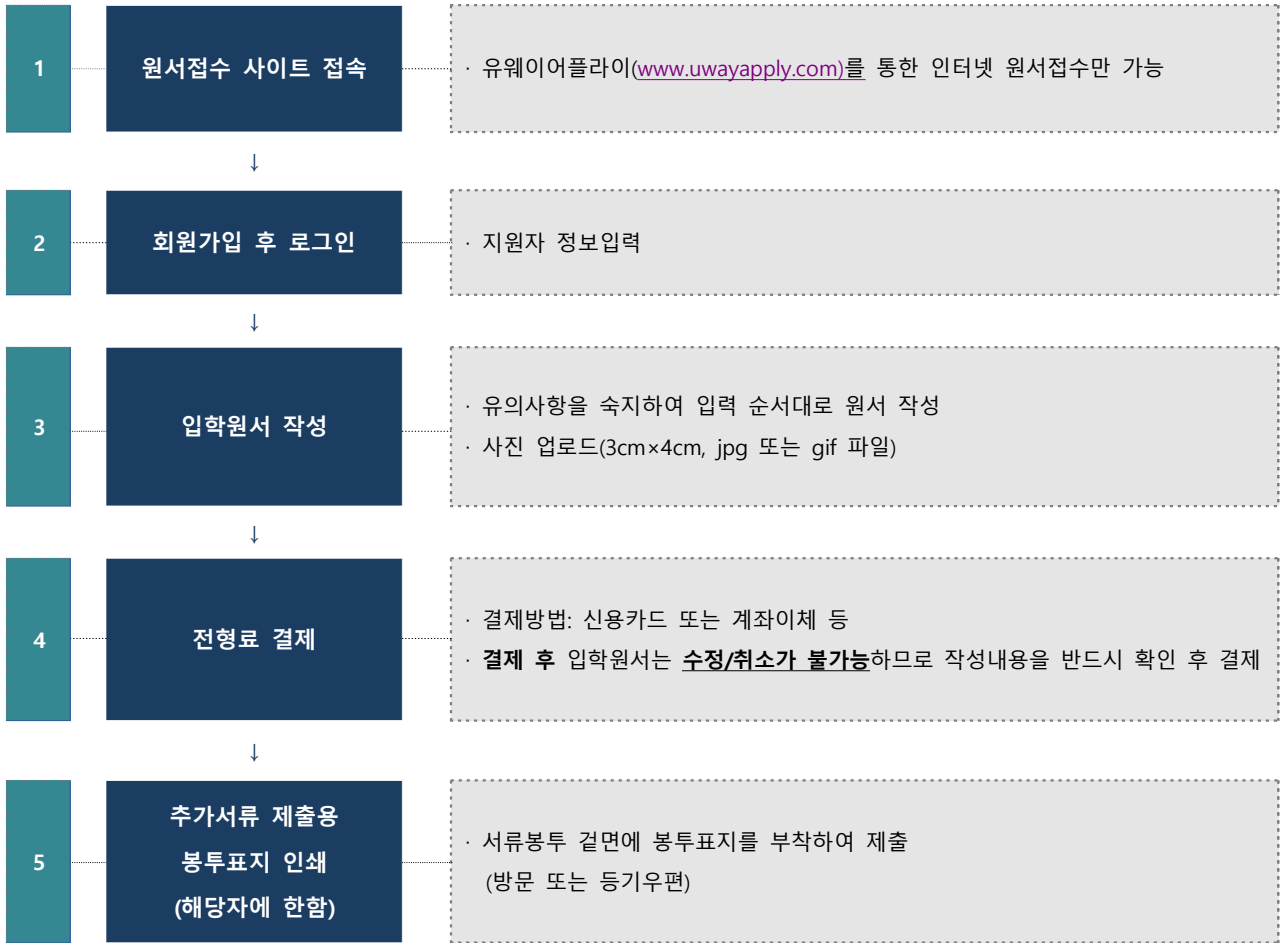 1
원서접수 사이트 접속
· 유웨이어플라이(www.uwayapply.com)를 통한 인터넷 원서접수만 가능
↓
2
회원가입 후 로그인
· 지원자 정보입력
↓
3
입학원서 작성
· 유의사항을 숙지하여 입력 순서대로 원서 작성
· 사진 업로드(3cm×4cm, jpg 또는 gif 파일)
↓
4
전형료 결제
· 결제방법: 신용카드 또는 계좌이체 등
· 결제 후 입학원서는 수정/취소가 불가능하므로 작성내용을 반드시 확인 후 결제
↓
5
추가서류 제출용
봉투표지 인쇄
(해당자에 한함)
· 서류봉투 겉면에 봉투표지를 부착하여 제출
(방문 또는 등기우편)